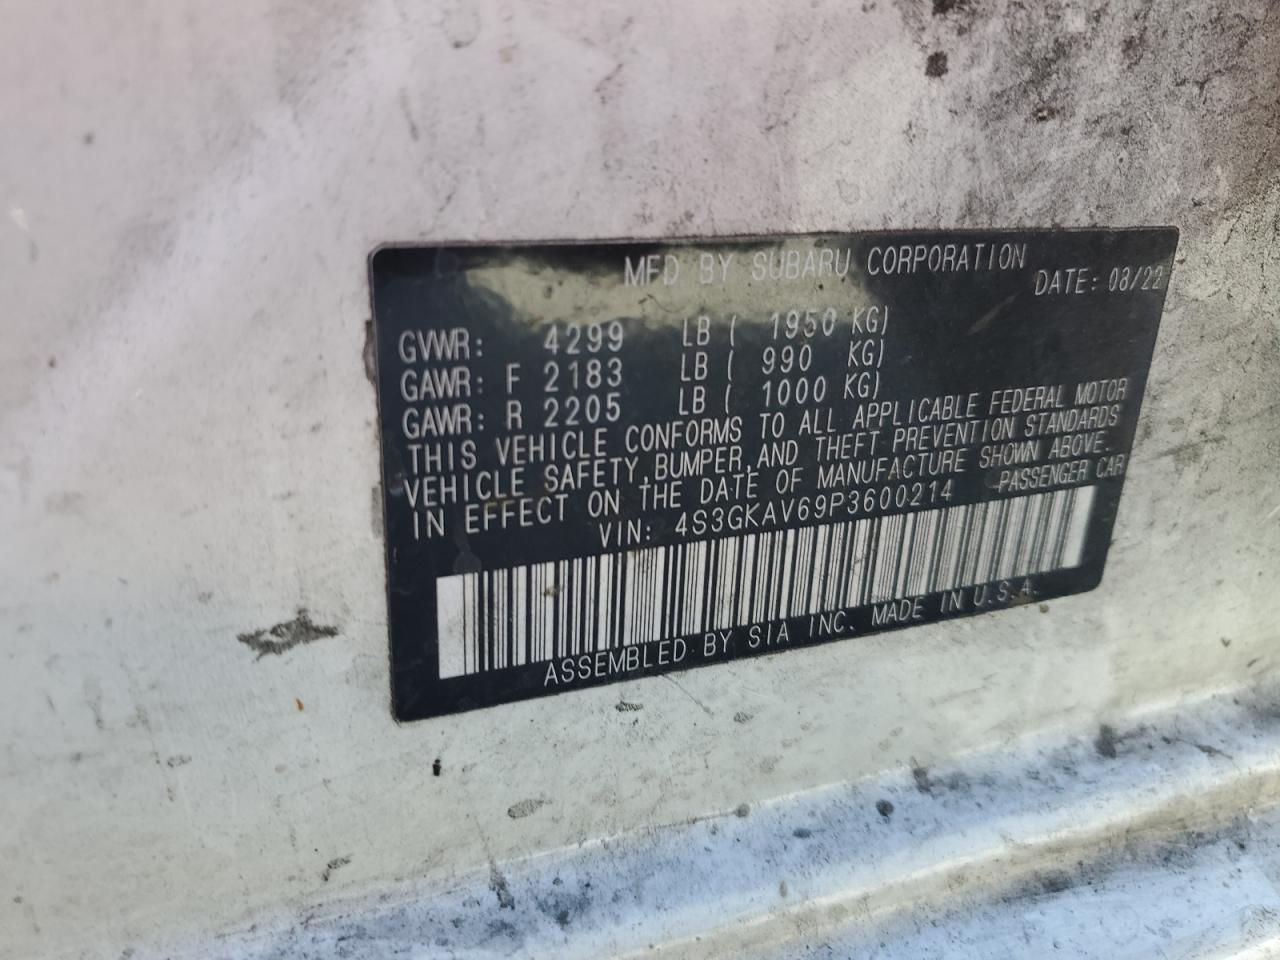 MFD BY SUBARU CORPORATION
DATE: 08/22
GVWR: 4299 LB ( 1950 KG)
GAWR: F 2183 LB ( 990 KG)
GAWR: R 2205 LB ( 1000 KG)
THIS VEHICLE CONFORMS TO ALL APPLICABLE FEDERAL MOTOR
VEHICLE SAFETY, BUMPER, AND THEFT PREVENTION STANDARDS
IN EFFECT ON THE DATE OF MANUFACTURE SHOWN ABOVE.
VIN: 4S3GKAV69P3600214 PASSENGER CAR
ASSEMBLED BY SIA INC. MADE IN U.S.A.